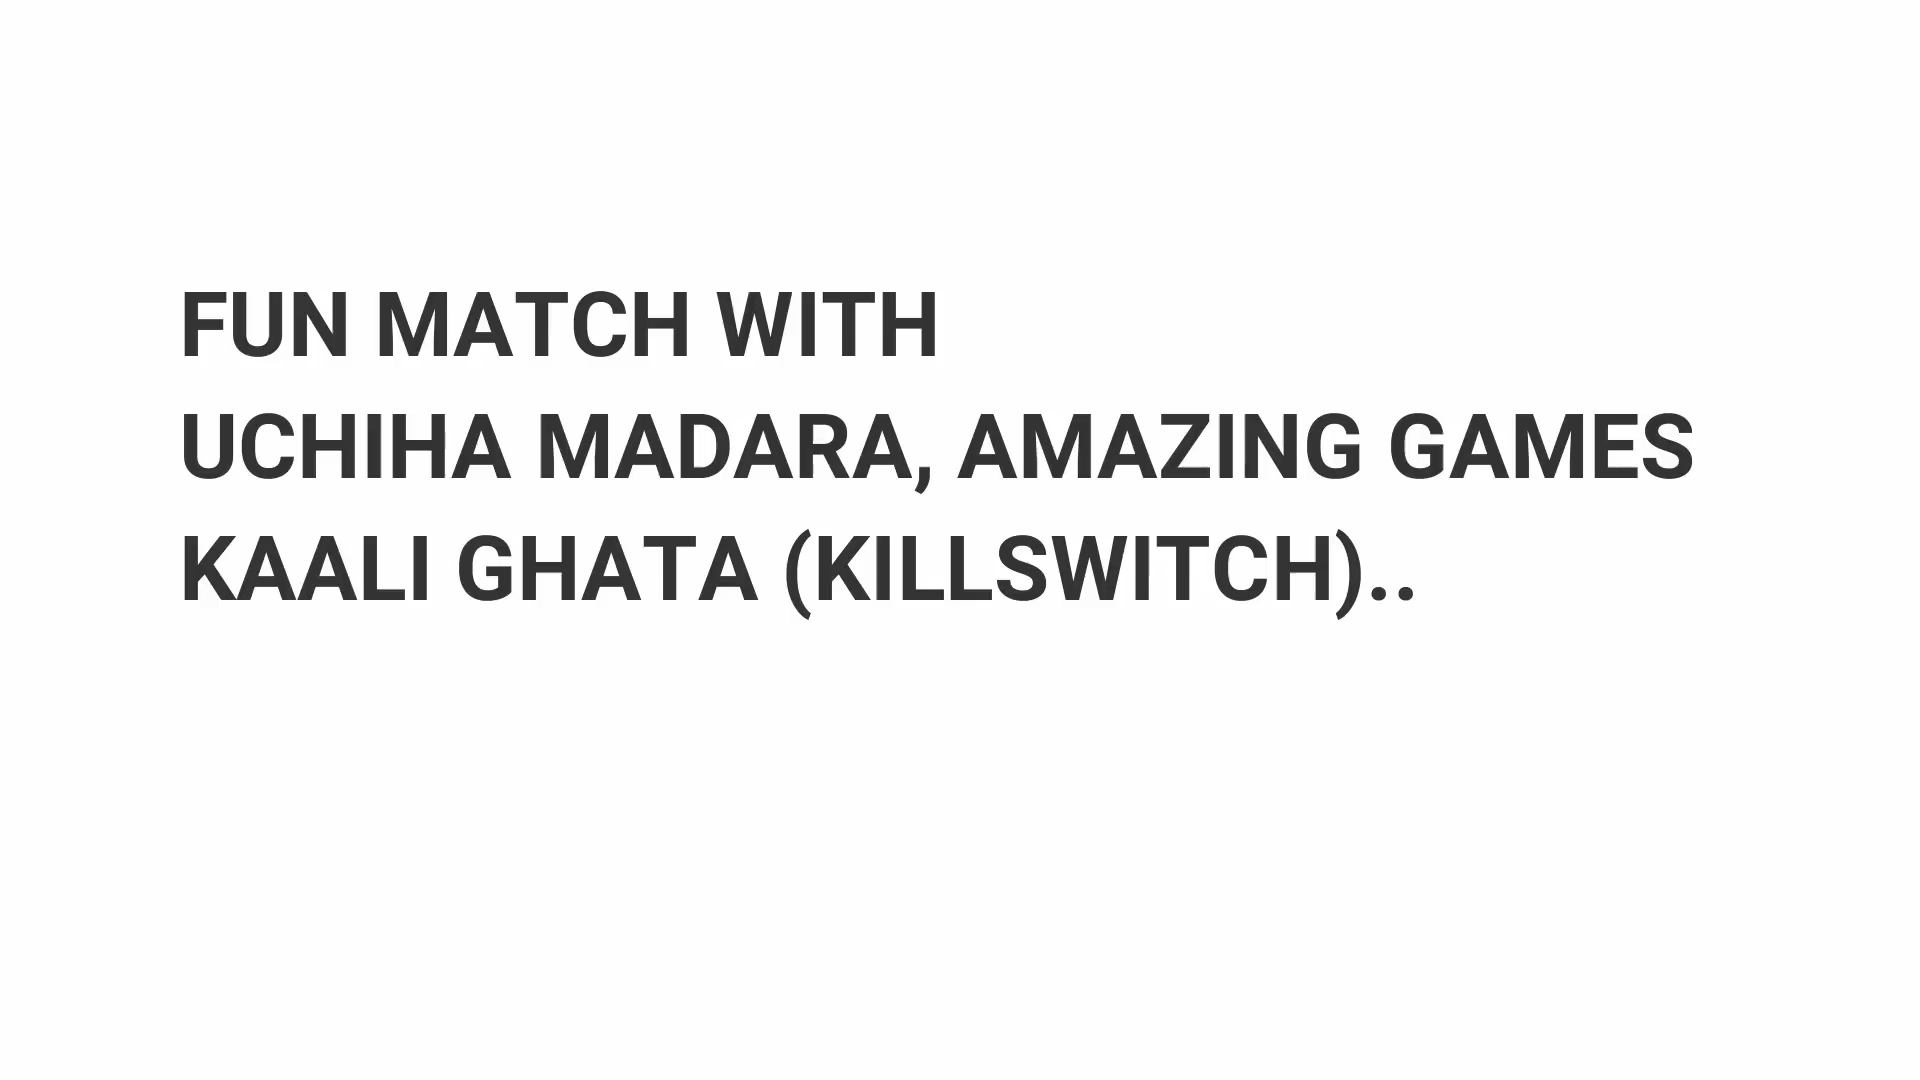 FUN MATCH WITH
UCHIHA MADARA, AMAZING GAMES
KAALI GHATA (KILLSWITCH)..